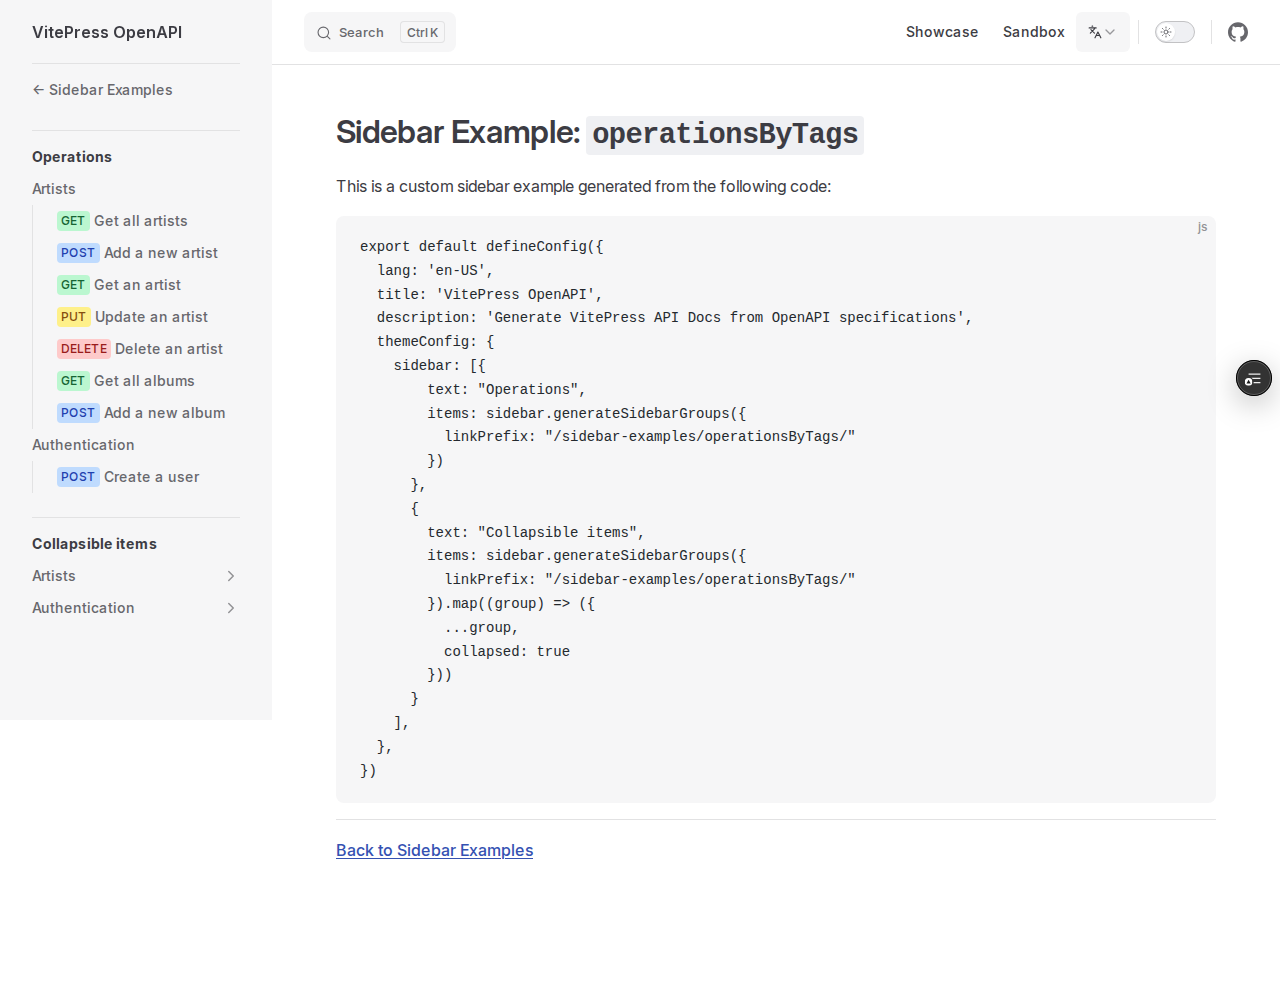 VitePress OpenAPI
Search
Ctrl K
Showcase
Sandbox
← Sidebar Examples
Operations
Artists
GET Get all artists
POST Add a new artist
GET Get an artist
PUT Update an artist
DELETE Delete an artist
GET Get all albums
POST Add a new album
Authentication
POST Create a user
Collapsible items
Artists
Authentication
Sidebar Example: operationsByTags
This is a custom sidebar example generated from the following code:
js
export default defineConfig({
  lang: 'en-US',
  title: 'VitePress OpenAPI',
  description: 'Generate VitePress API Docs from OpenAPI specifications',
  themeConfig: {
    sidebar: [{
        text: "Operations",
        items: sidebar.generateSidebarGroups({
          linkPrefix: "/sidebar-examples/operationsByTags/"
        })
      },
      {
        text: "Collapsible items",
        items: sidebar.generateSidebarGroups({
          linkPrefix: "/sidebar-examples/operationsByTags/"
        }).map((group) => ({
          ...group,
          collapsed: true
        }))
      }
    ],
  },
})
Back to Sidebar Examples